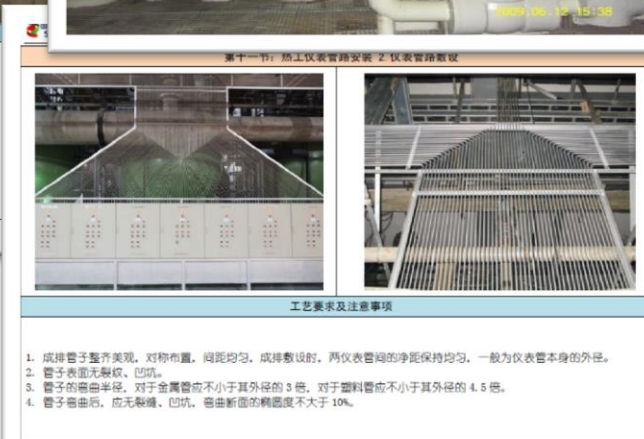 2009.06.12 15:38
第十一节：热工仪表管路安装 2.仪表管路敷设
工艺要求及注意事项
1. 成排管子整齐美观，对称布置，间距均匀，成排敷设时，两仪表管间的净距保持均匀，一般为仪表管本身的外径。
2. 管子表面无裂纹、凹坑。
3. 管子的弯曲半径，对于金属管应不小于其外径的3倍，对于塑料管应不小于其外径的4.5倍。
4. 管子弯曲后，应无裂缝、凹坑，弯曲断面的椭圆度不大于10%。